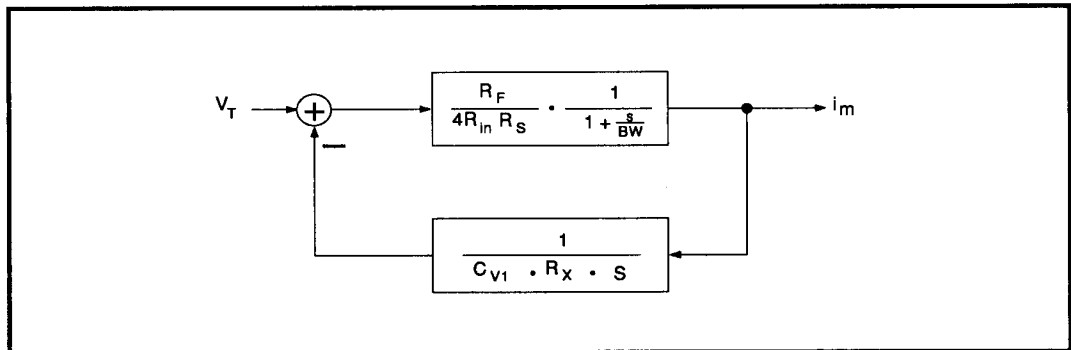 V_T
+
−
R_F / 4R_in R_S · 1 / 1 + s/BW
i_m
1 / C_V1 · R_X · S